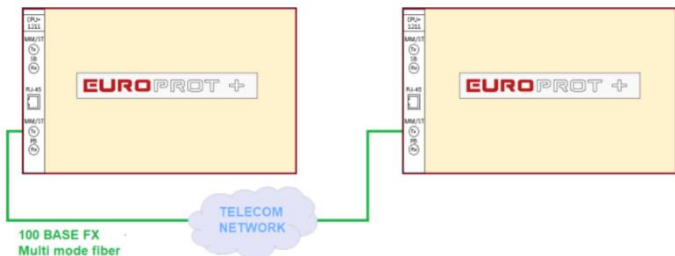 CPU+
1211
MM/ST
Tx
SB
Rx
RJ-45
MM/ST
Tx
PB
Rx
EUROPROT +
CPU+
1211
MM/ST
Tx
SB
Rx
RJ-45
MM/ST
Tx
PB
Rx
EUROPROT +
TELECOM
NETWORK
100 BASE FX
Multi mode fiber